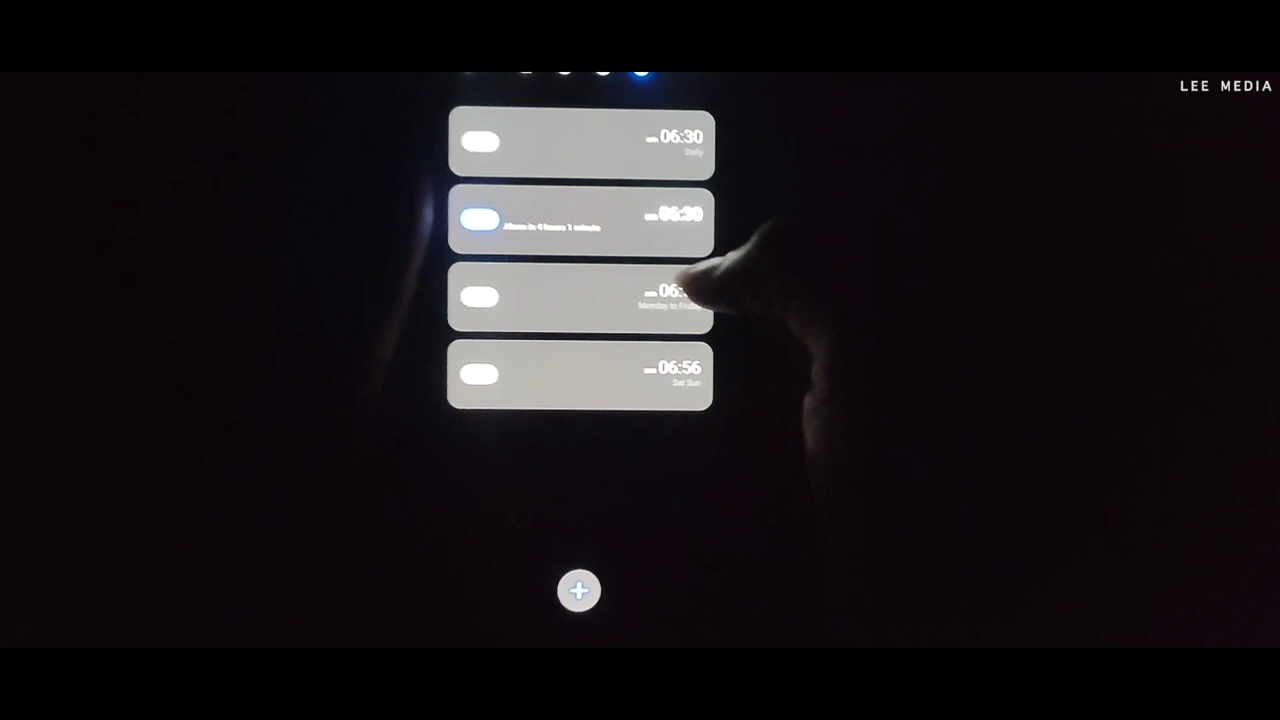 LEE MEDIA
06:30
Daily
06:30
Alarm in 4 hours 1 minute
06:
Monday to Friday
06:56
Sat Sun